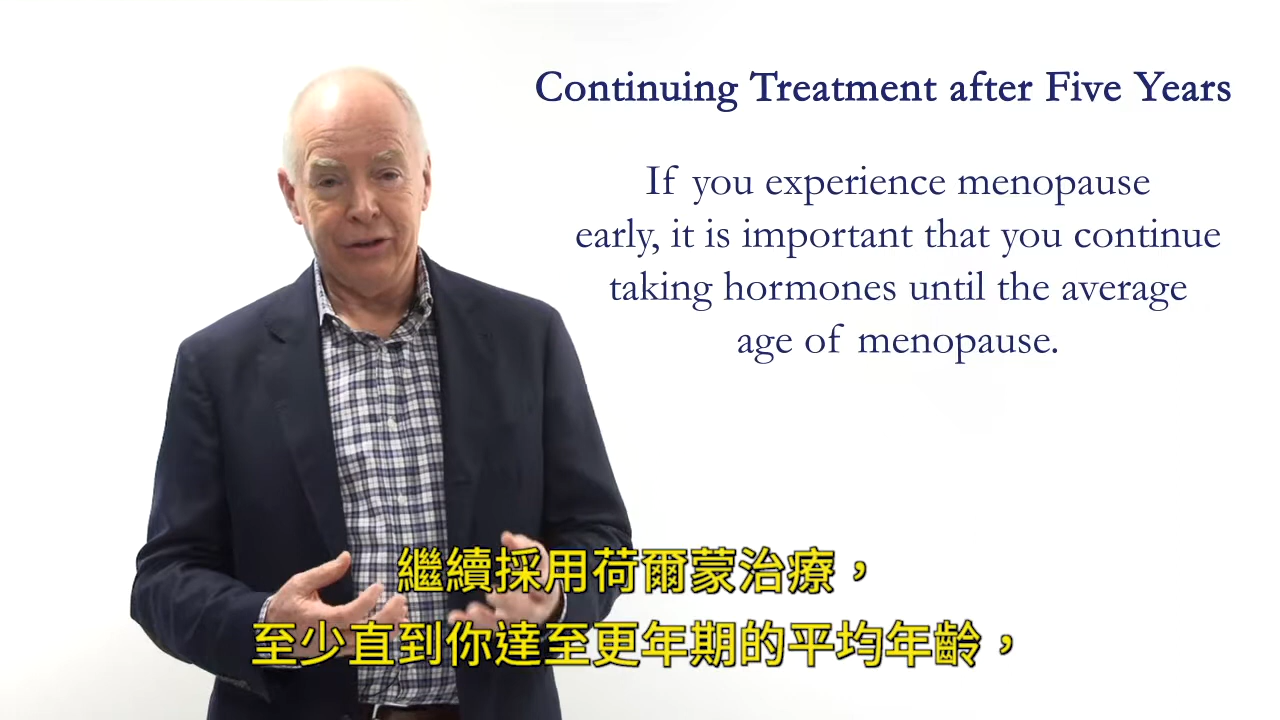 Continuing Treatment after Five Years
If you experience menopause
early, it is important that you continue
taking hormones until the average
age of menopause.
繼續採用荷爾蒙治療，
至少直到你達至更年期的平均年齡，